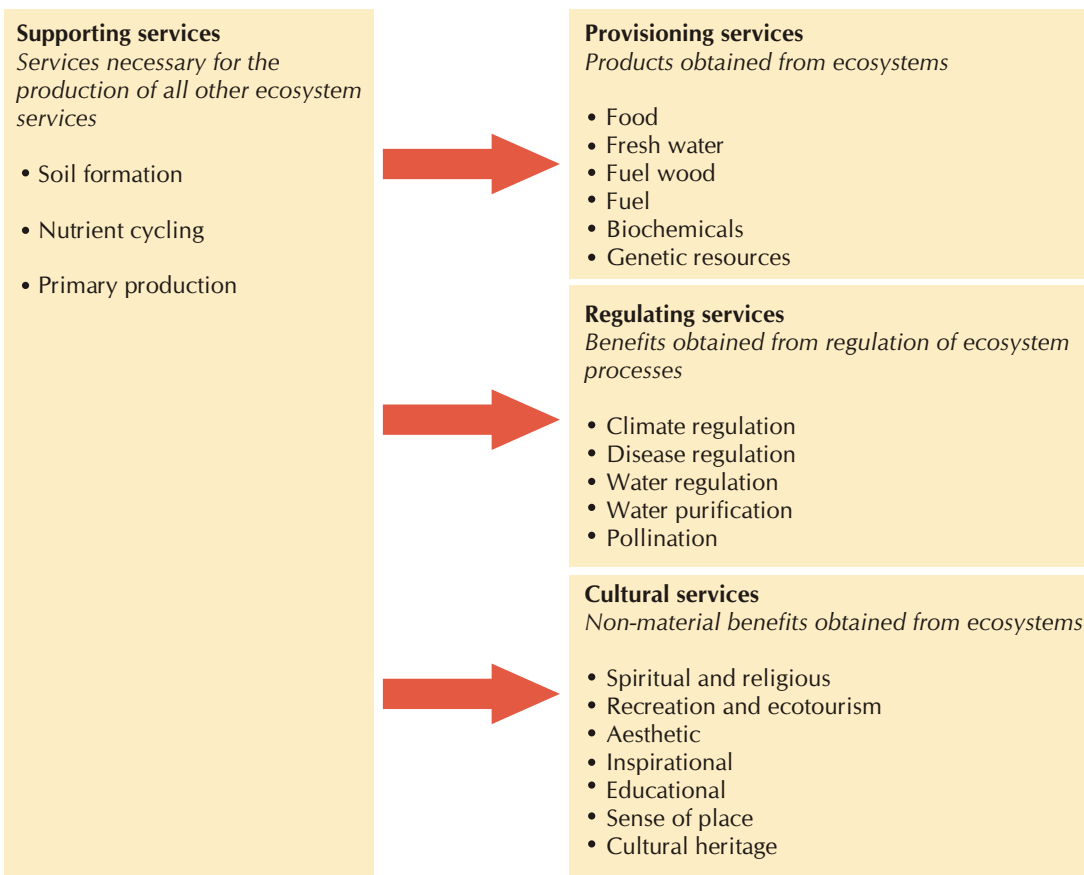 Supporting services
Services necessary for the
production of all other ecosystem
services
• Soil formation
• Nutrient cycling
• Primary production
Provisioning services
Products obtained from ecosystems
• Food
• Fresh water
• Fuel wood
• Fuel
• Biochemicals
• Genetic resources
Regulating services
Benefits obtained from regulation of ecosystem
processes
• Climate regulation
• Disease regulation
• Water regulation
• Water purification
• Pollination
Cultural services
Non-material benefits obtained from ecosystems
• Spiritual and religious
• Recreation and ecotourism
• Aesthetic
• Inspirational
• Educational
• Sense of place
• Cultural heritage